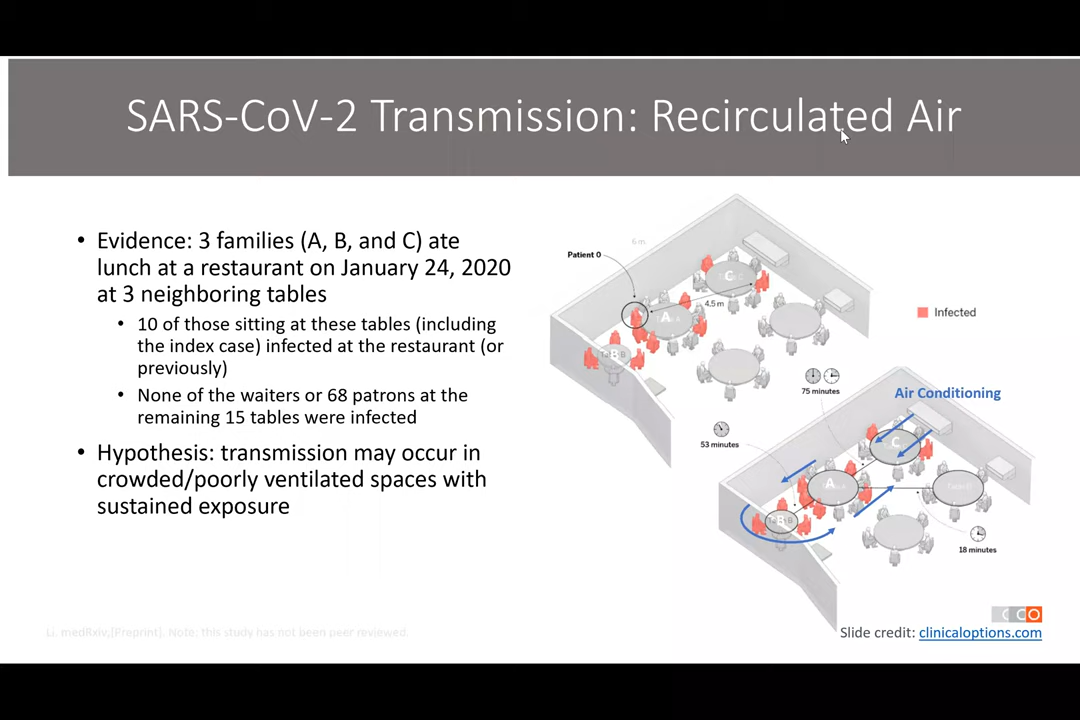 SARS-CoV-2 Transmission: Recirculated Air
• Evidence: 3 families (A, B, and C) ate
lunch at a restaurant on January 24, 2020
at 3 neighboring tables
• 10 of those sitting at these tables (including
the index case) infected at the restaurant (or
previously)
• None of the waiters or 68 patrons at the
remaining 15 tables were infected
• Hypothesis: transmission may occur in
crowded/poorly ventilated spaces with
sustained exposure
6 m
Patient 0
C
4,5 m
A
B
Infected
75 minutes
Air Conditioning
53 minutes
C
A
B
18 minutes
Li. medRxiv,[Preprint]. Note: this study has not been peer reviewed.
CCO
Slide credit: clinicaloptions.com